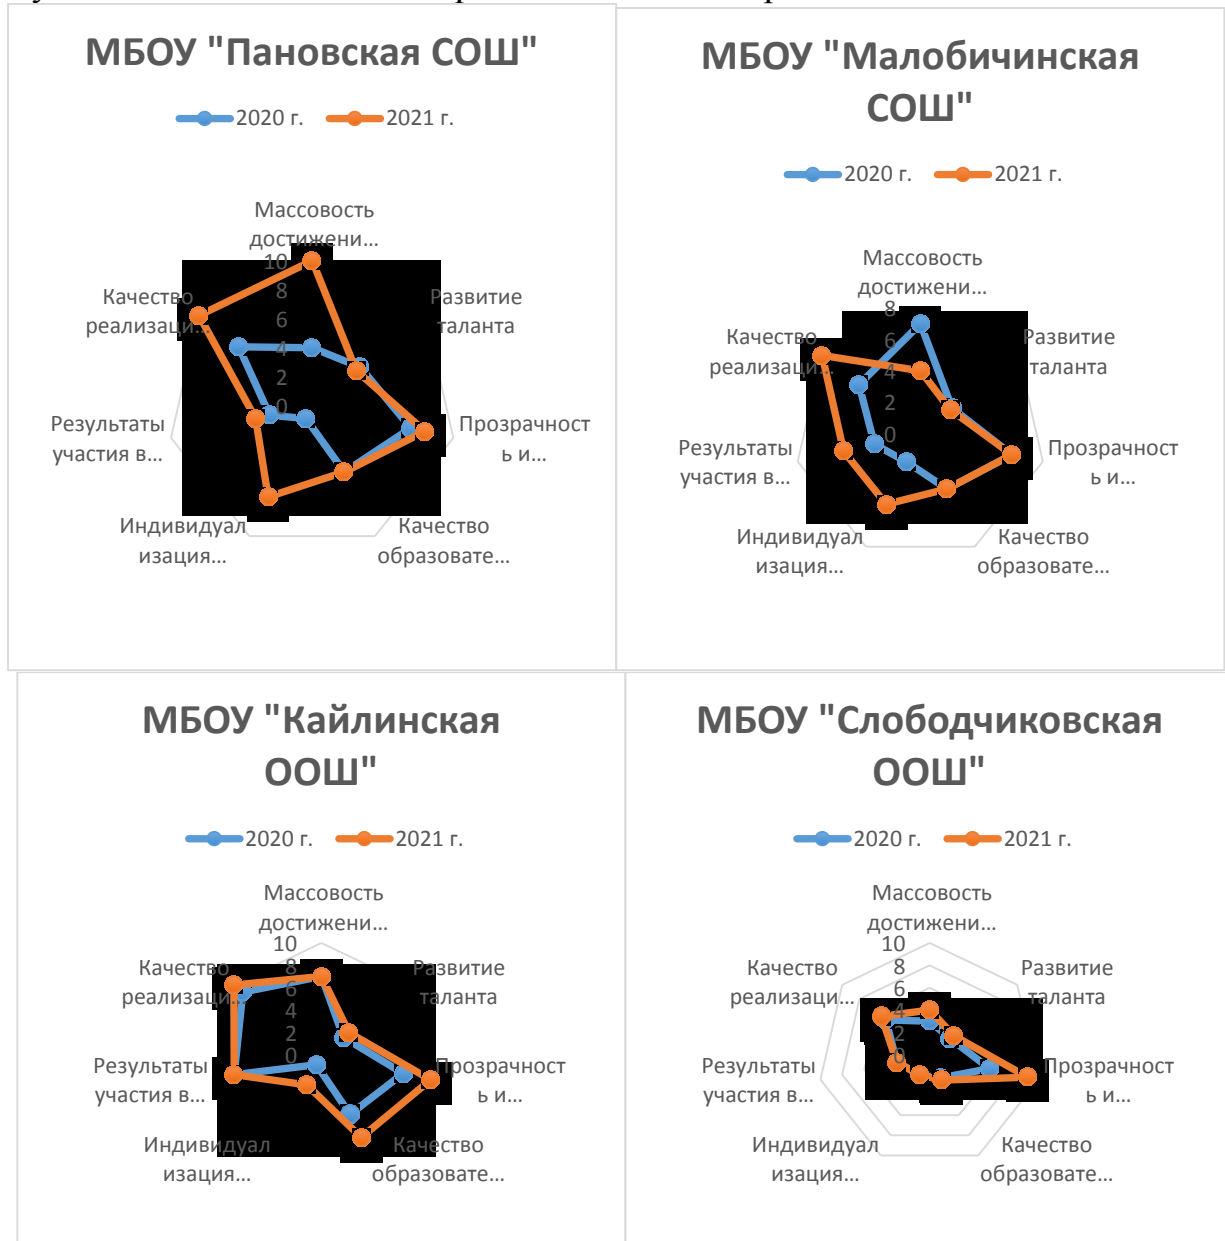 МБОУ "Пановская СОШ"
2020 г. 2021 г.
Массовость
достижени...
10
8
6
4
2
0
Развитие
таланта
Прозрачност
ь и...
Качество
образовате...
Индивидуал
изация...
Результаты
участия в...
Качество
реализаци...
МБОУ "Малобичинская
СОШ"
2020 г. 2021 г.
Массовость
достижени...
8
6
4
2
0
Развитие
таланта
Прозрачност
ь и...
Качество
образовате...
Индивидуал
изация...
Результаты
участия в...
Качество
реализаци...
МБОУ "Кайлинская
ООШ"
2020 г. 2021 г.
Массовость
достижени...
10
8
6
4
2
0
Развитие
таланта
Прозрачност
ь и...
Качество
образовате...
Индивидуал
изация...
Результаты
участия в...
Качество
реализаци...
МБОУ "Слободчиковская
ООШ"
2020 г. 2021 г.
Массовость
достижени...
10
8
6
4
2
0
Развитие
таланта
Прозрачност
ь и...
Качество
образовате...
Индивидуал
изация...
Результаты
участия в...
Качество
реализаци...